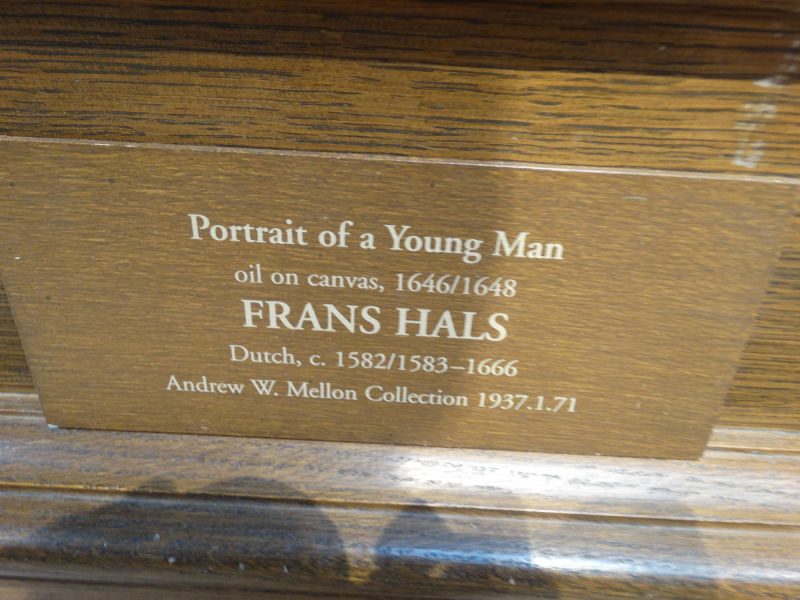 Portrait of a Young Man
oil on canvas, 1646/1648
FRANS HALS
Dutch, c. 1582/1583–1666
Andrew W. Mellon Collection 1937.1.71